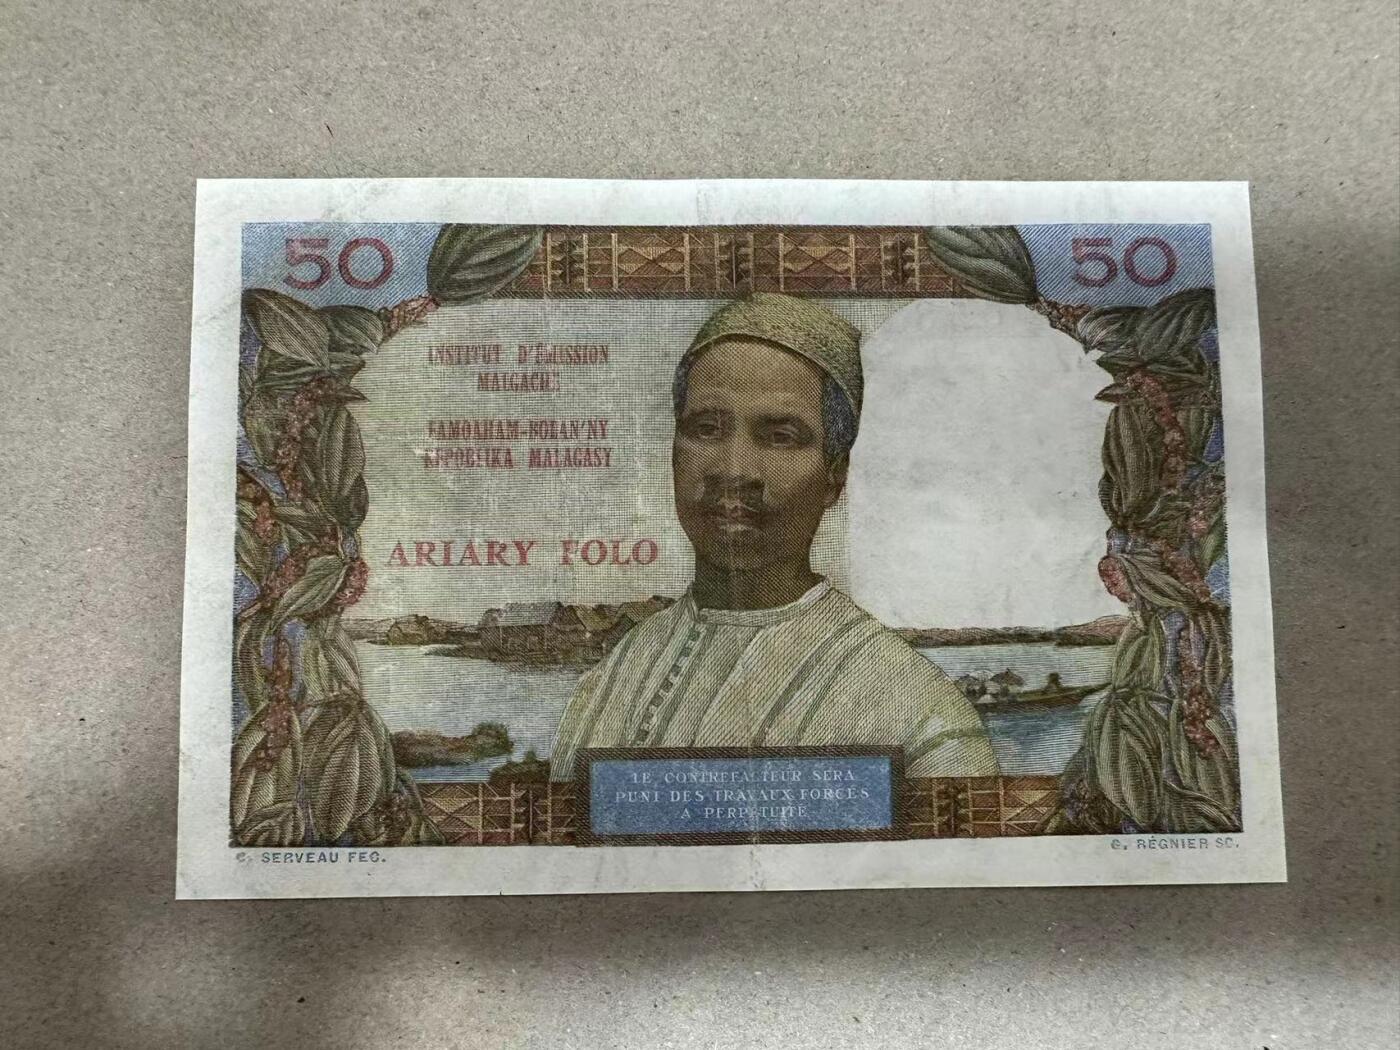 50
50
INSTITUT D'ÉMISSION
MALGACHE
FAMOAHAM-BOLAN'NY
REPOBLIKA MALAGASY
ARIARY FOLO
LE CONTREFACTEUR SERA
PUNI DES TRAVAUX FORCÉS
A PERPÉTUITÉ
C. SERVEAU FEC.
G. RÉGNIER SC.